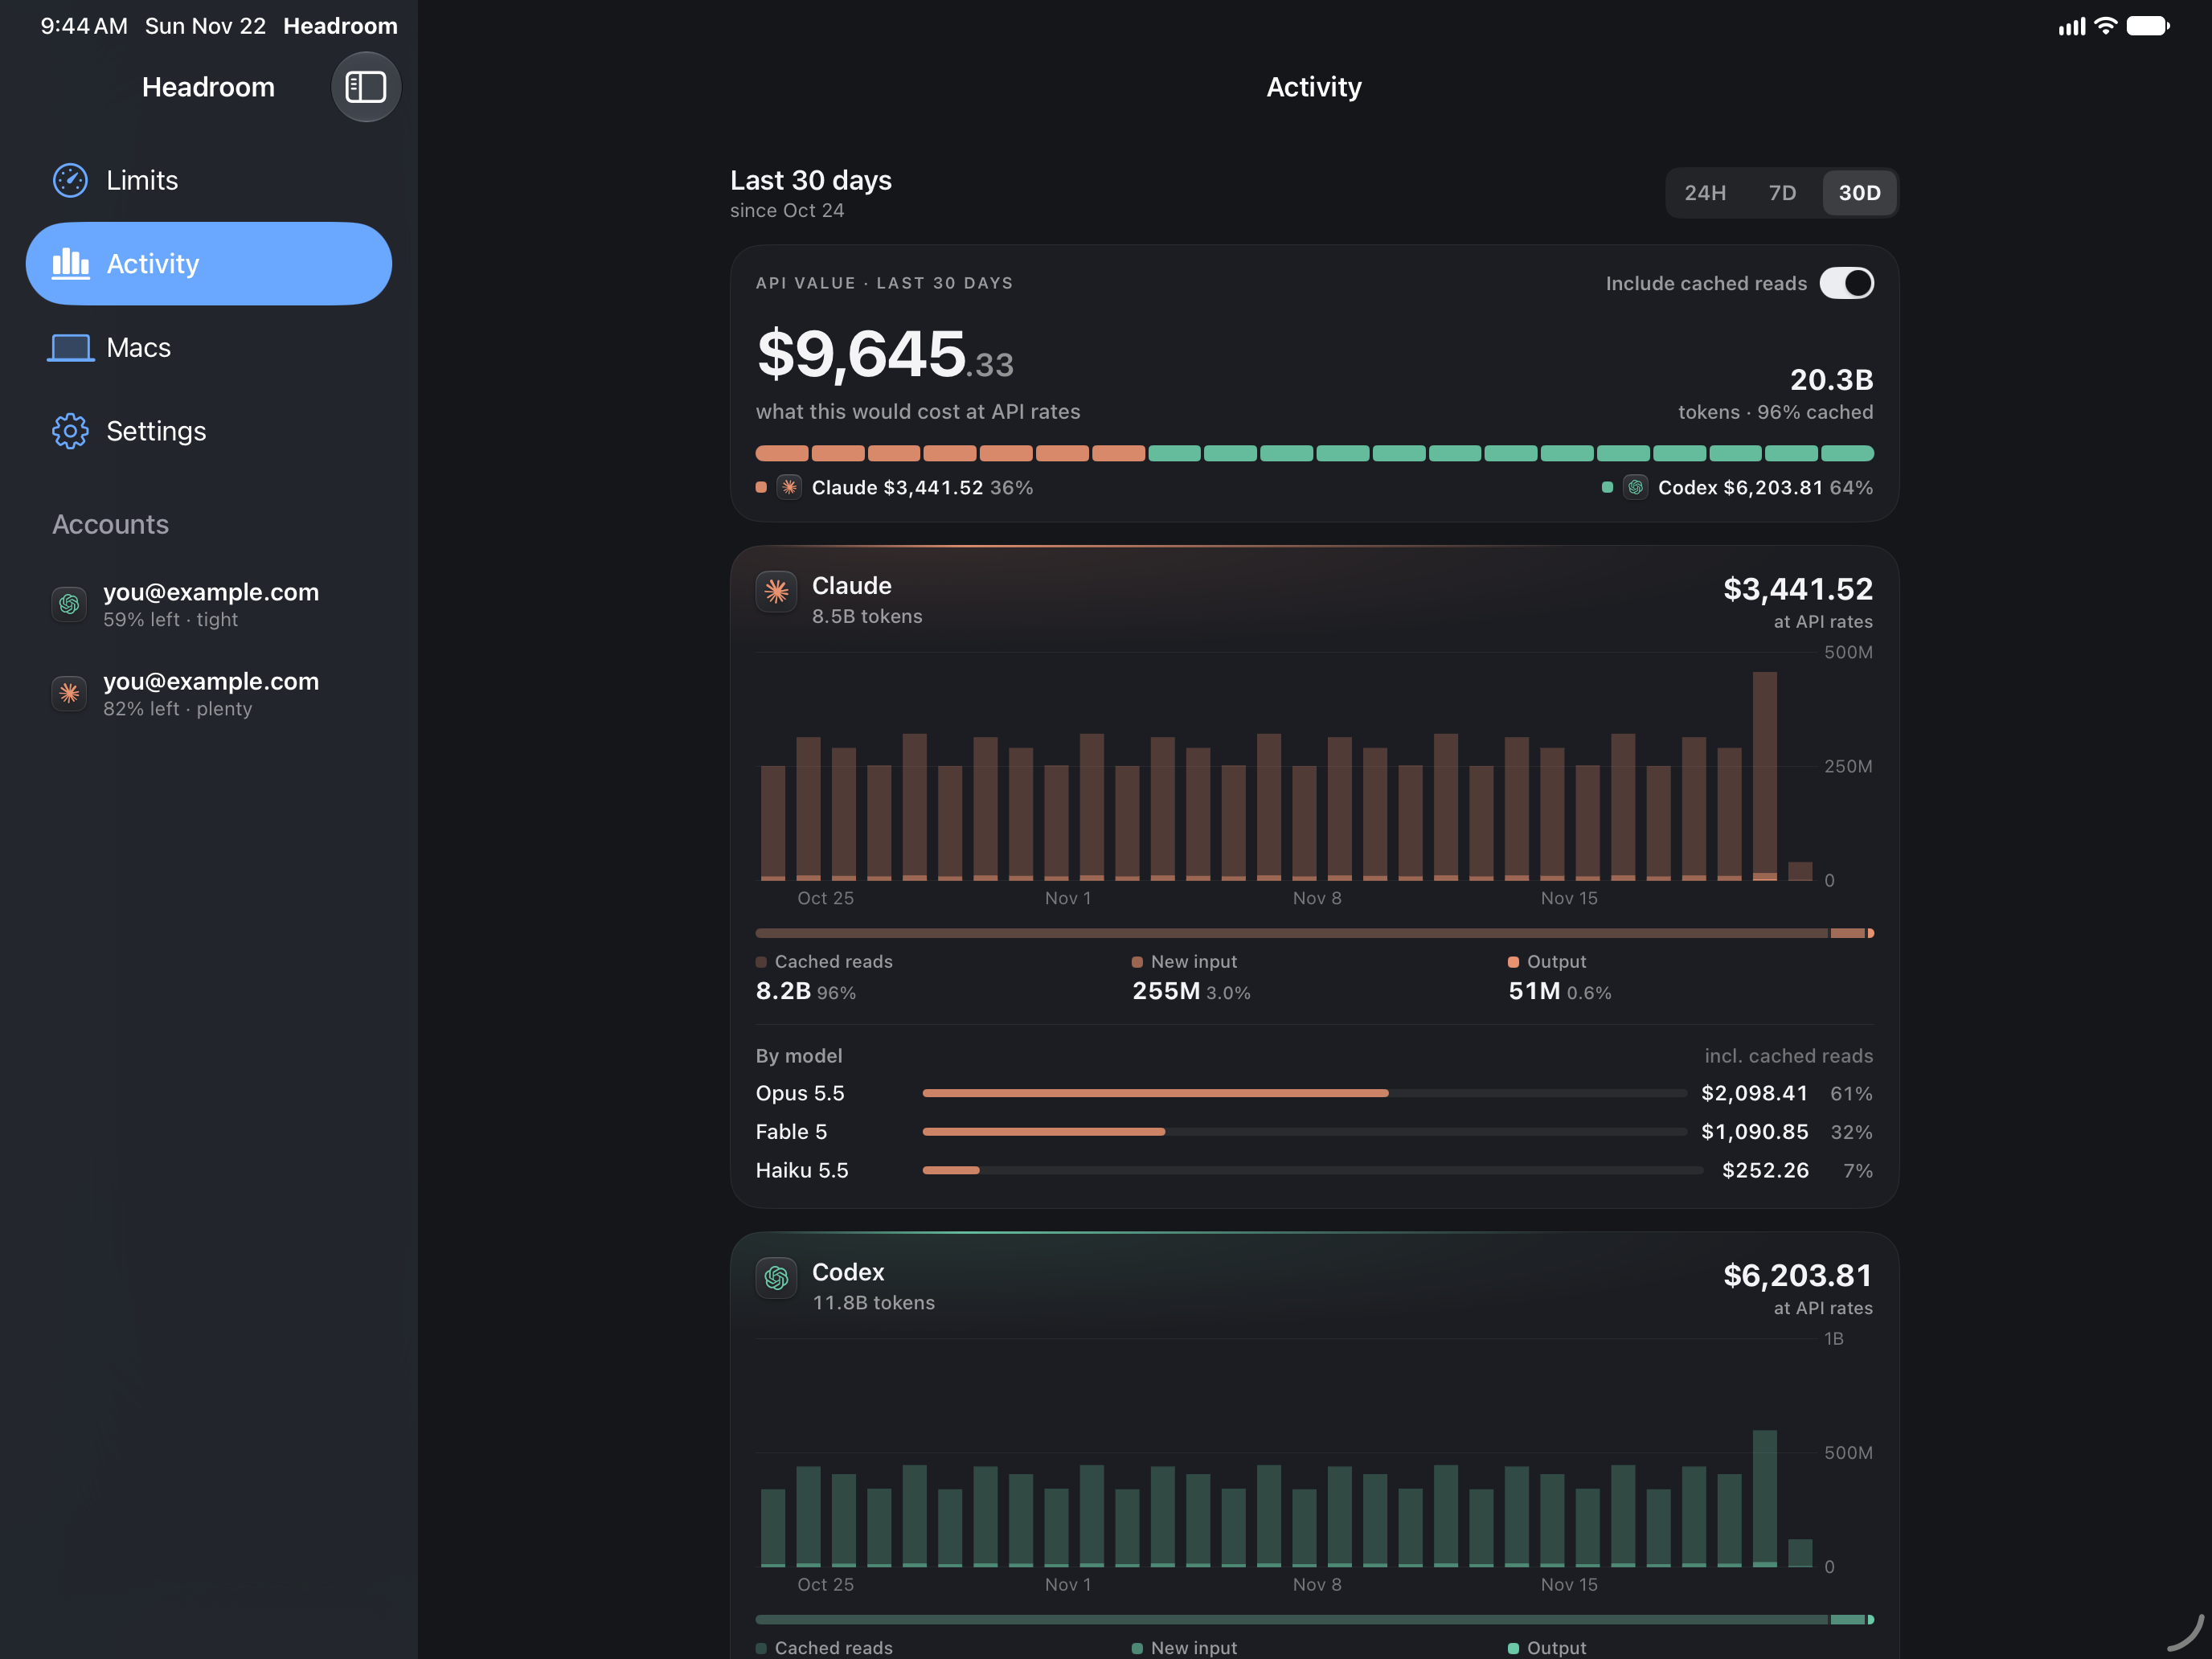 9:44 AM Sun Nov 22 Headroom
Headroom
Limits
Activity
Macs
Settings
Accounts
you@example.com
59% left · tight
you@example.com
82% left · plenty
Activity
Last 30 days
since Oct 24
24H 7D 30D
API VALUE · LAST 30 DAYS
Include cached reads
$9,645.33
what this would cost at API rates
20.3B
tokens · 96% cached
Claude $3,441.52 36%
Codex $6,203.81 64%
Claude
8.5B tokens
$3,441.52
at API rates
500M
250M
0
Oct 25 Nov 1 Nov 8 Nov 15
Cached reads
8.2B 96%
New input
255M 3.0%
Output
51M 0.6%
By model incl. cached reads
Opus 5.5 $2,098.41 61%
Fable 5 $1,090.85 32%
Haiku 5.5 $252.26 7%
Codex
11.8B tokens
$6,203.81
at API rates
1B
500M
0
Oct 25 Nov 1 Nov 8 Nov 15
Cached reads New input Output